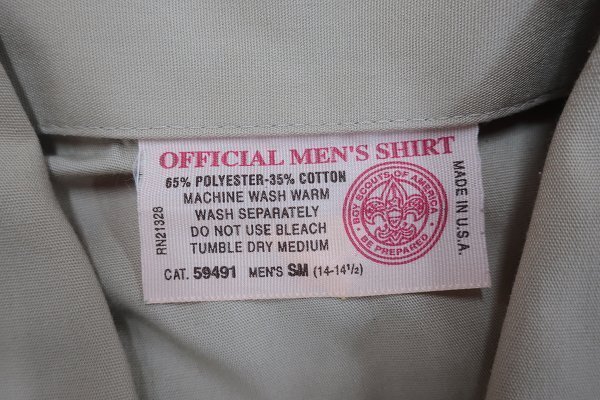 OFFICIAL MEN'S SHIRT
65% POLYESTER-35% COTTON
MACHINE WASH WARM
WASH SEPARATELY
DO NOT USE BLEACH
TUMBLE DRY MEDIUM
CAT. 59491 MEN'S SM (14-14½)
RN21328
BOY SCOUTS OF AMERICA
BE PREPARED
MADE IN U.S.A.